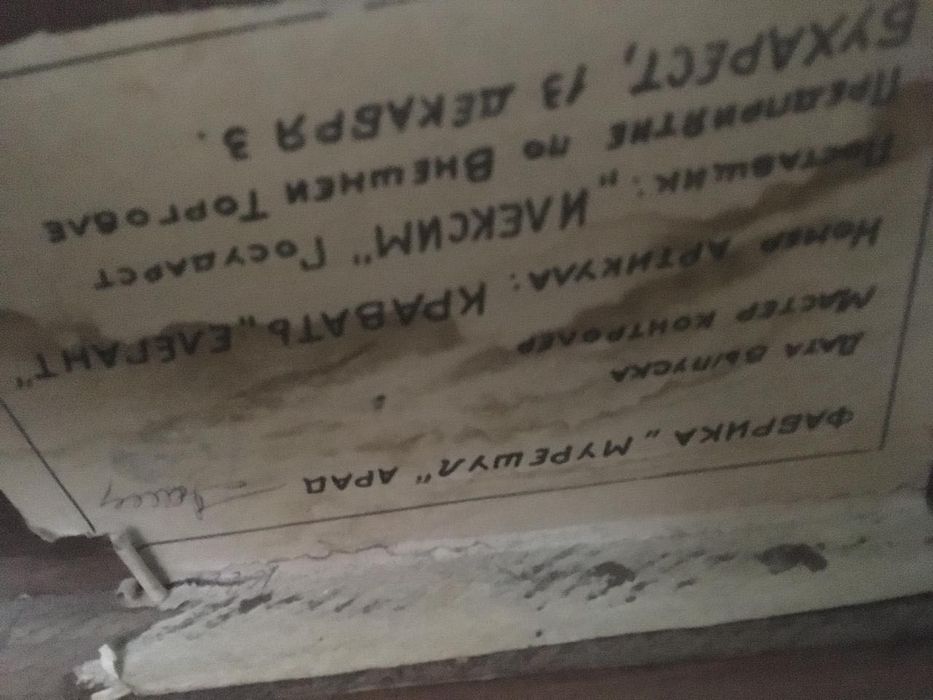 ФАБРИКА „МУРЕШУЛ" АРАД
ДАТА ВЫПУСКА
МАСТЕР КОНТРОЛЕР
НОМЕР АРТИКУЛА: КРАВАТЬ „ЕЛЕГАНТ"
ПОСТАВЩИК: „ИЛЕКСИМ" ГОСУДАРСТ
ПРЕДПРИЯТИЕ ПО ВНЕШНЕЙ ТОРГОВЛЕ
БУХАРЕСТ, 13 ДЕКАБРЯ 3.